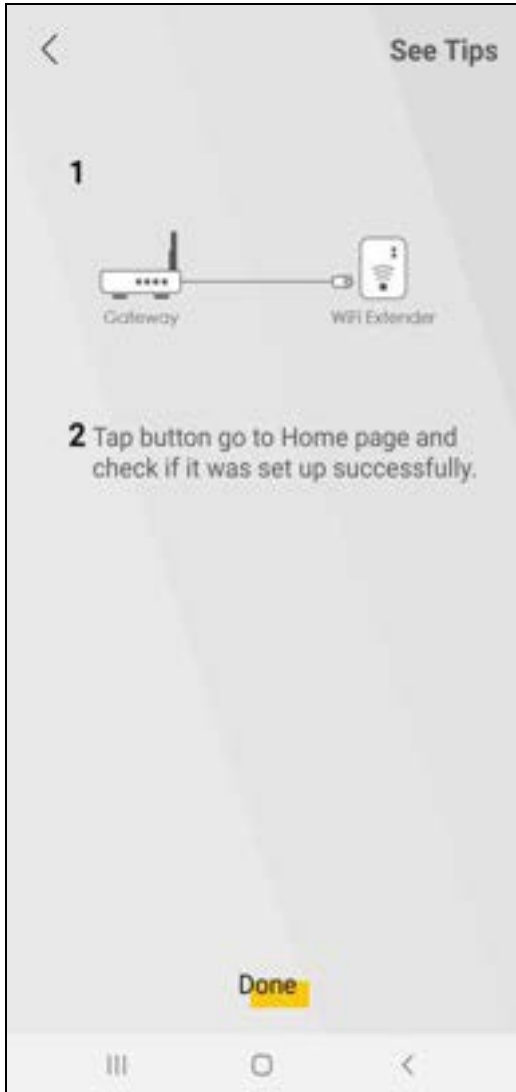 See Tips
1
Gateway
WiFi Extender
2 Tap button go to Home page and
check if it was set up successfully.
Done